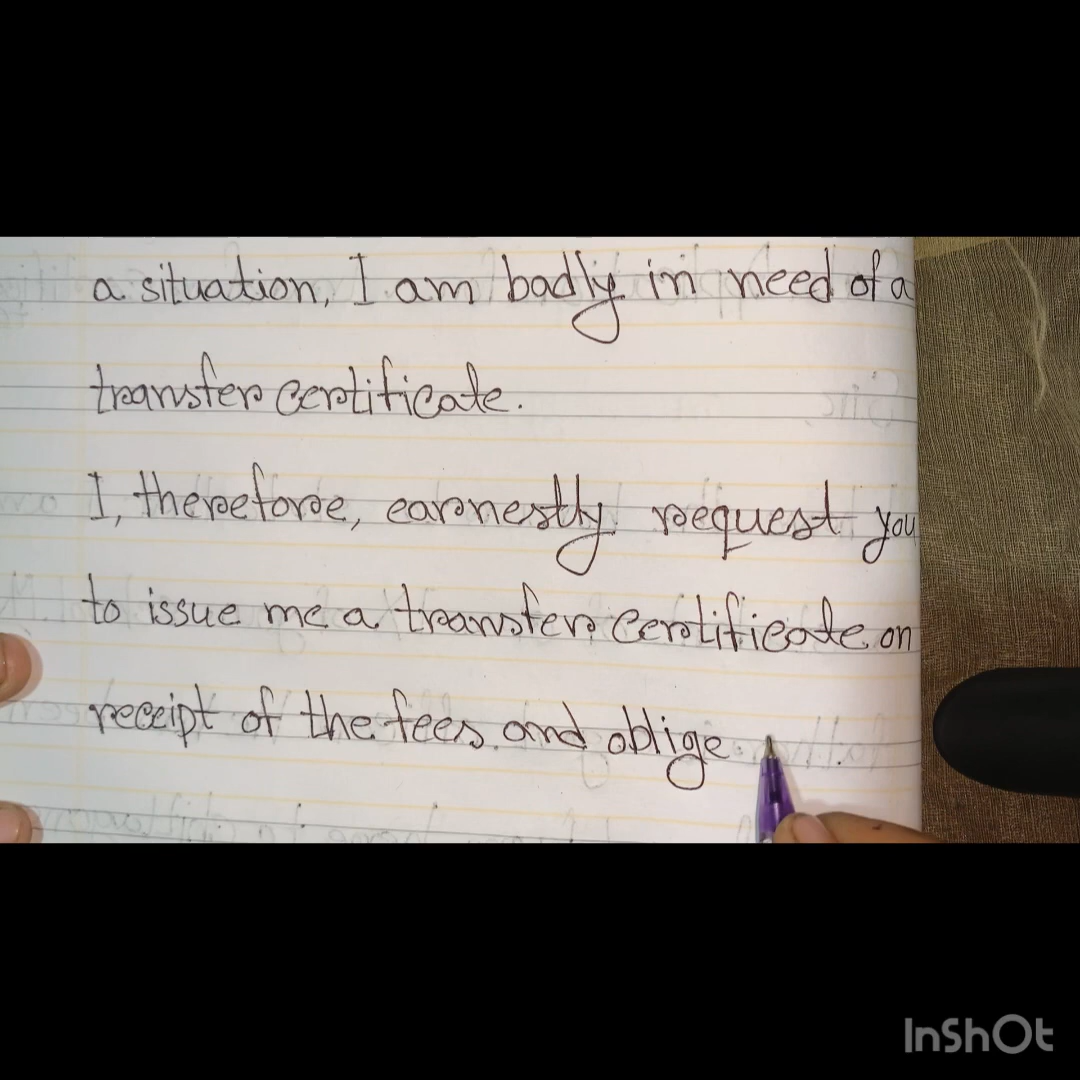 a situation, I am badly in need of a
transfer certificate.
I, therefore, earnestly request you
to issue me a transfer certificate on
receipt of the fees and oblige.
InShOt